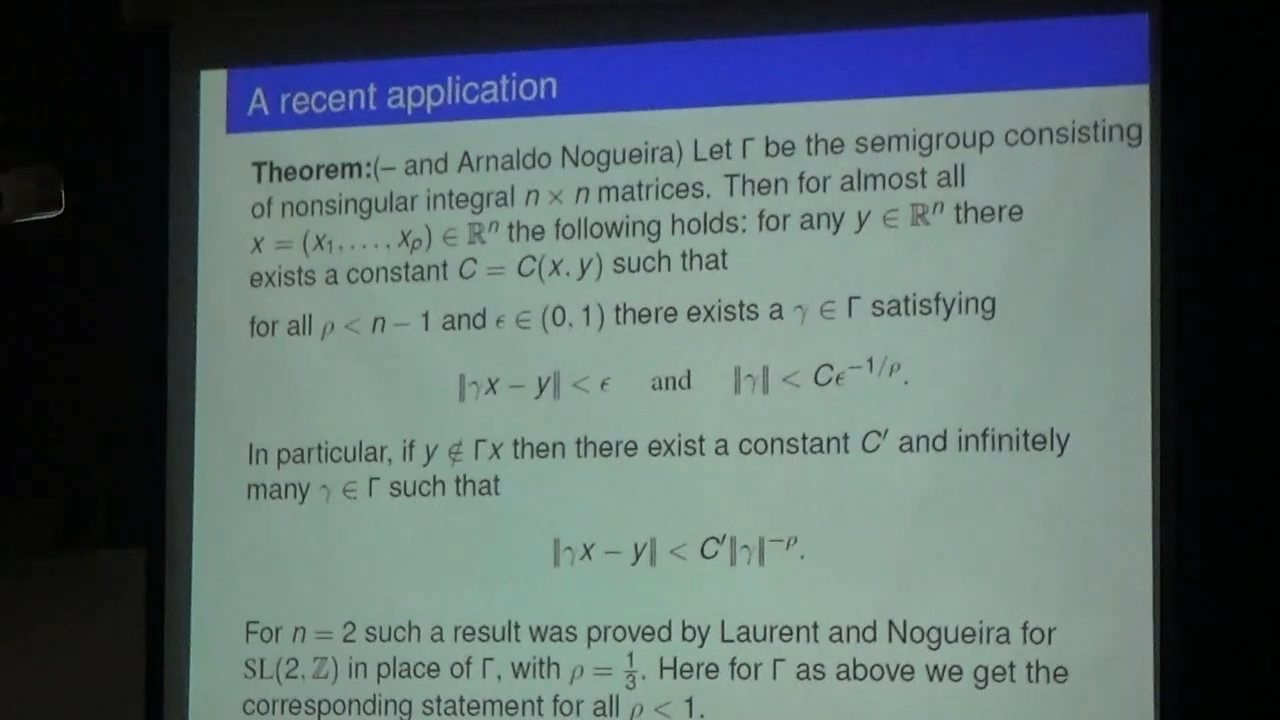 A recent application
Theorem:(– and Arnaldo Nogueira) Let Γ be the semigroup consisting
of nonsingular integral n × n matrices. Then for almost all
x = (x₁, . . . , xₚ) ∈ ℝⁿ the following holds: for any y ∈ ℝⁿ there
exists a constant C = C(x, y) such that
for all ρ < n − 1 and ϵ ∈ (0, 1) there exists a γ ∈ Γ satisfying
‖γx − y‖ < ϵ and ‖γ‖ < Cϵ^{−1/ρ}.
In particular, if y ∉ Γx then there exist a constant C′ and infinitely
many γ ∈ Γ such that
‖γx − y‖ < C′‖γ‖^{−ρ}.
For n = 2 such a result was proved by Laurent and Nogueira for
SL(2, ℤ) in place of Γ, with ρ = 1/3. Here for Γ as above we get the
corresponding statement for all ρ < 1.